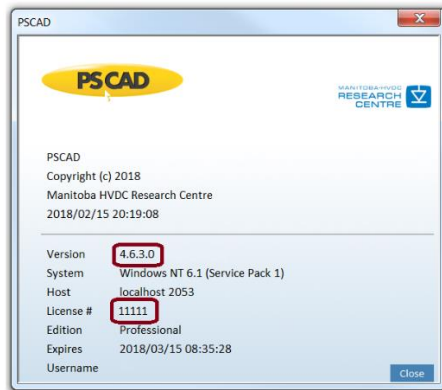 PSCAD
PSCAD
MANITOBA HVDC
RESEARCH
CENTRE
PSCAD
Copyright (c) 2018
Manitoba HVDC Research Centre
2018/02/15 20:19:08
Version 4.6.3.0
System Windows NT 6.1 (Service Pack 1)
Host localhost 2053
License # 11111
Edition Professional
Expires 2018/03/15 08:35:28
Username
Close